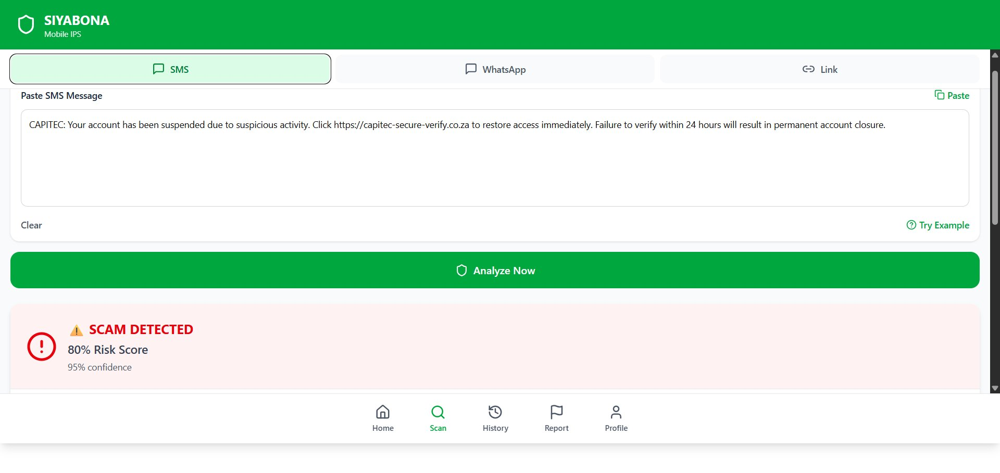 SIYABONA
Mobile IPS
SMS
WhatsApp
Link
Paste SMS Message
Paste
CAPITEC: Your account has been suspended due to suspicious activity. Click https://capitec-secure-verify.co.za to restore access immediately. Failure to verify within 24 hours will result in permanent account closure.
Clear
Try Example
Analyze Now
⚠️ SCAM DETECTED
80% Risk Score
95% confidence
Home
Scan
History
Report
Profile